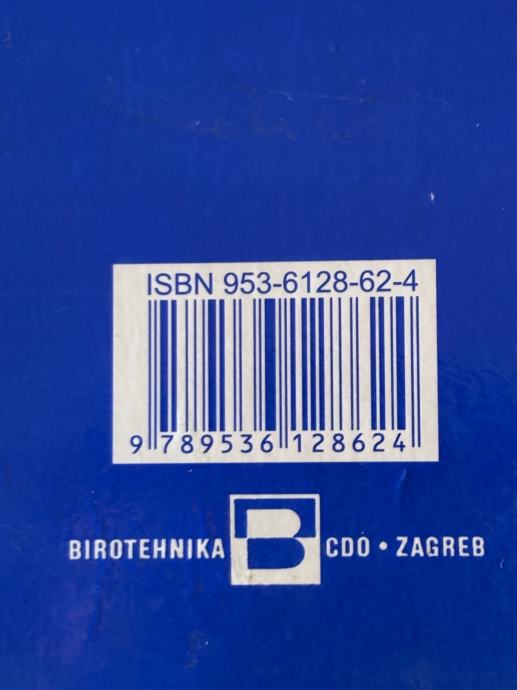 ISBN 953-6128-62-4
9 789536 128624
BIROTEHNIKA B CDO • ZAGREB